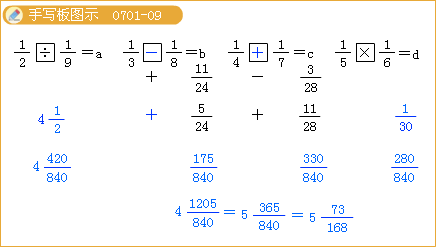 手写板图示 0701-09
1/2 ÷ 1/9 =a 1/3 − 1/8 =b 1/4 + 1/7 =c 1/5 × 1/6 =d
+ 11/24 − 3/28
4 1/2 + 5/24 + 11/28 1/30
4 420/840 175/840 330/840 280/840
4 1205/840 = 5 365/840 = 5 73/168